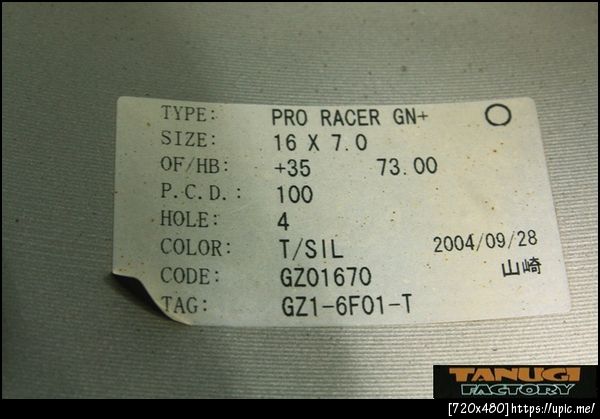 TYPE: PRO RACER GN+ O
SIZE: 16 X 7.0
OF/HB: +35 73.00
P.C.D.: 100
HOLE: 4
COLOR: T/SIL 2004/09/28
CODE: GZ01670 山崎
TAG: GZ1-6F01-T
TANUGI
FACTORY
[720x480]https://upic.me/